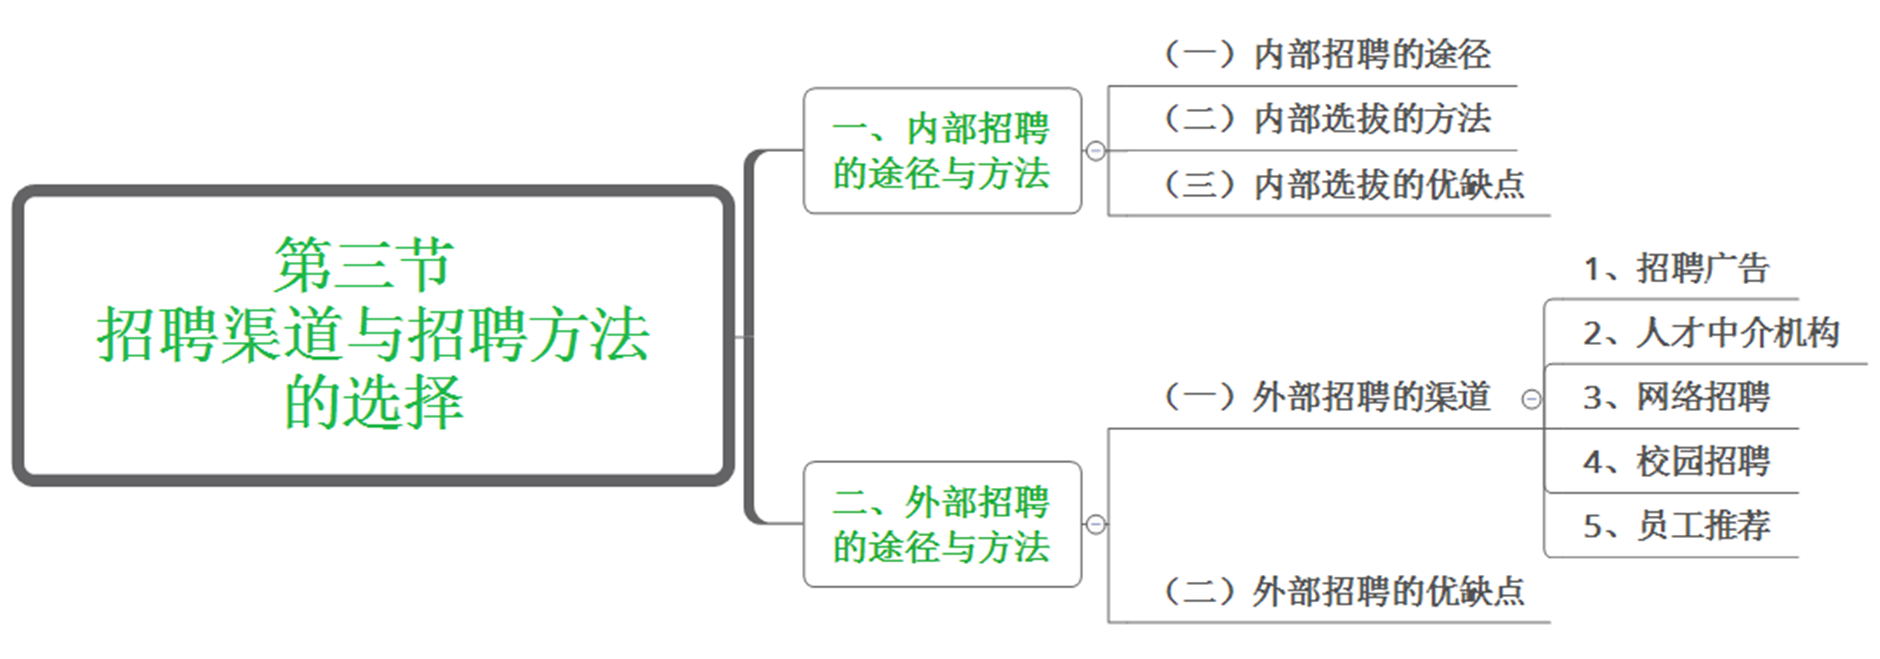 第三节
招聘渠道与招聘方法
的选择
一、内部招聘
的途径与方法
（一）内部招聘的途径
（二）内部选拔的方法
（三）内部选拔的优缺点
二、外部招聘
的途径与方法
（一）外部招聘的渠道
1、招聘广告
2、人才中介机构
3、网络招聘
4、校园招聘
5、员工推荐
（二）外部招聘的优缺点